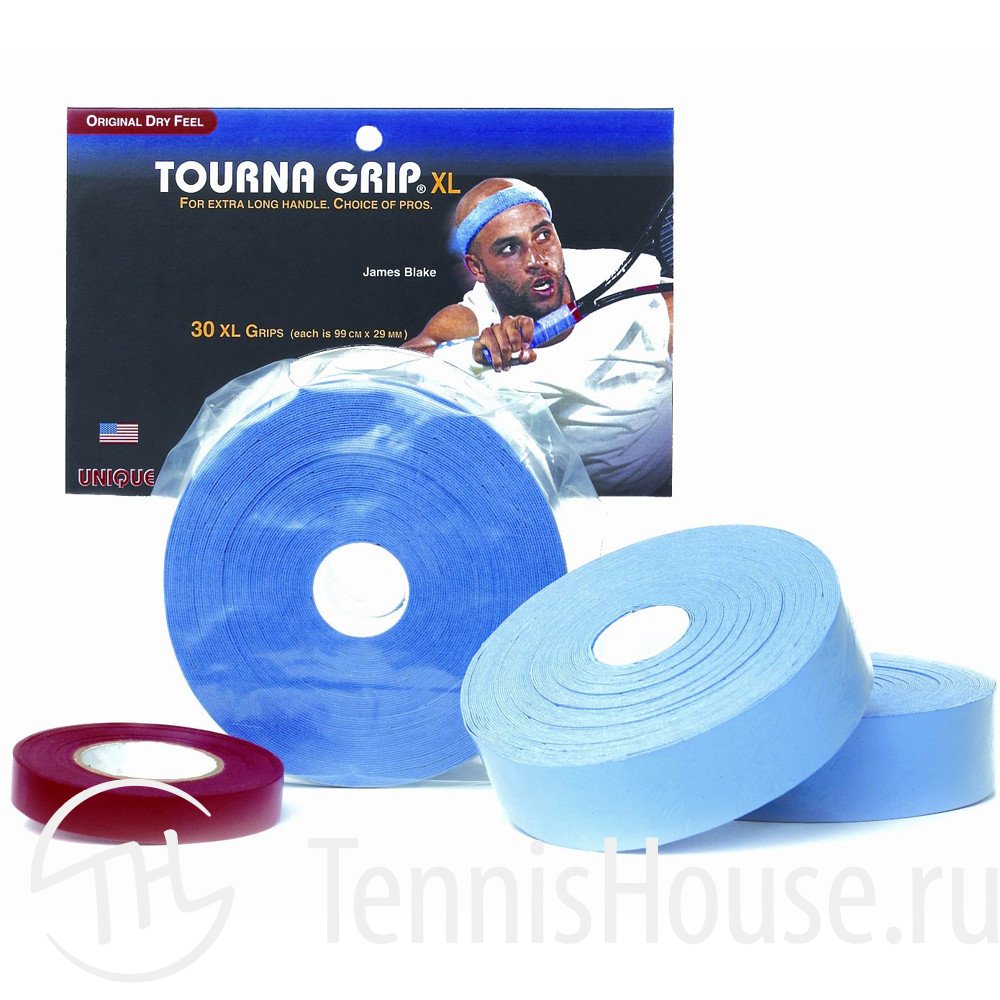 ORIGINAL DRY FEEL
TOURNA GRIP® XL
FOR EXTRA LONG HANDLE. CHOICE OF PROS.
James Blake
30 XL GRIPS (each is 99 CM X 29 MM)
UNIQUE
TH
TennisHouse.ru